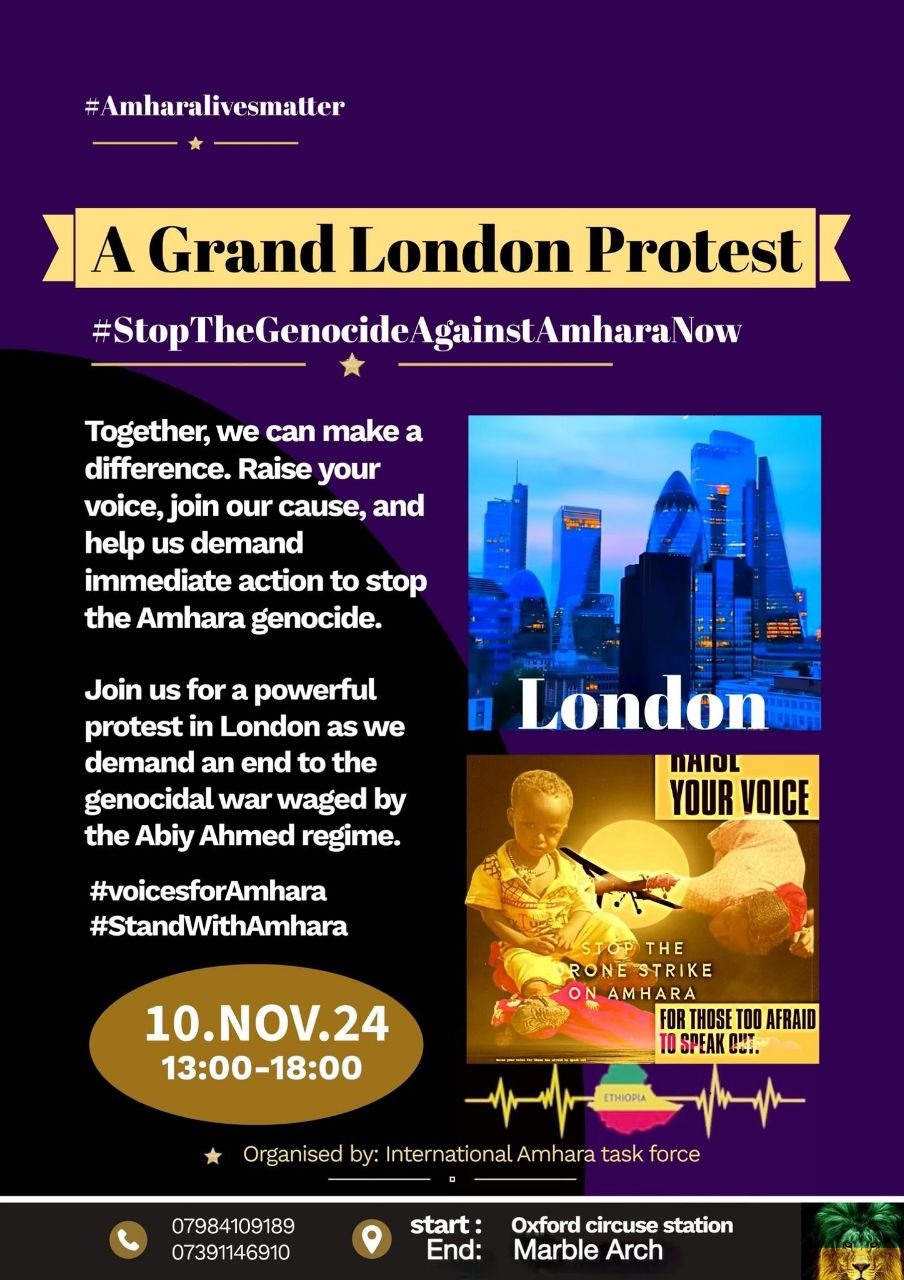 #Amharalivesmatter
A Grand London Protest
#StopTheGenocideAgainstAmharaNow
Together, we can make a
difference. Raise your
voice, join our cause, and
help us demand
immediate action to stop
the Amhara genocide.
Join us for a powerful
protest in London as we
demand an end to the
genocidal war waged by
the Abiy Ahmed regime.
#voicesforAmhara
#StandWithAmhara
10.NOV.24
13:00-18:00
London
RAISE
YOUR VOICE
STOP THE
DRONE STRIKE
ON AMHARA
FOR THOSE TOO AFRAID
TO SPEAK OUT.
ETHIOPIA
Organised by: International Amhara task force
07984109189
07391146910
start : Oxford circuse station
End: Marble Arch